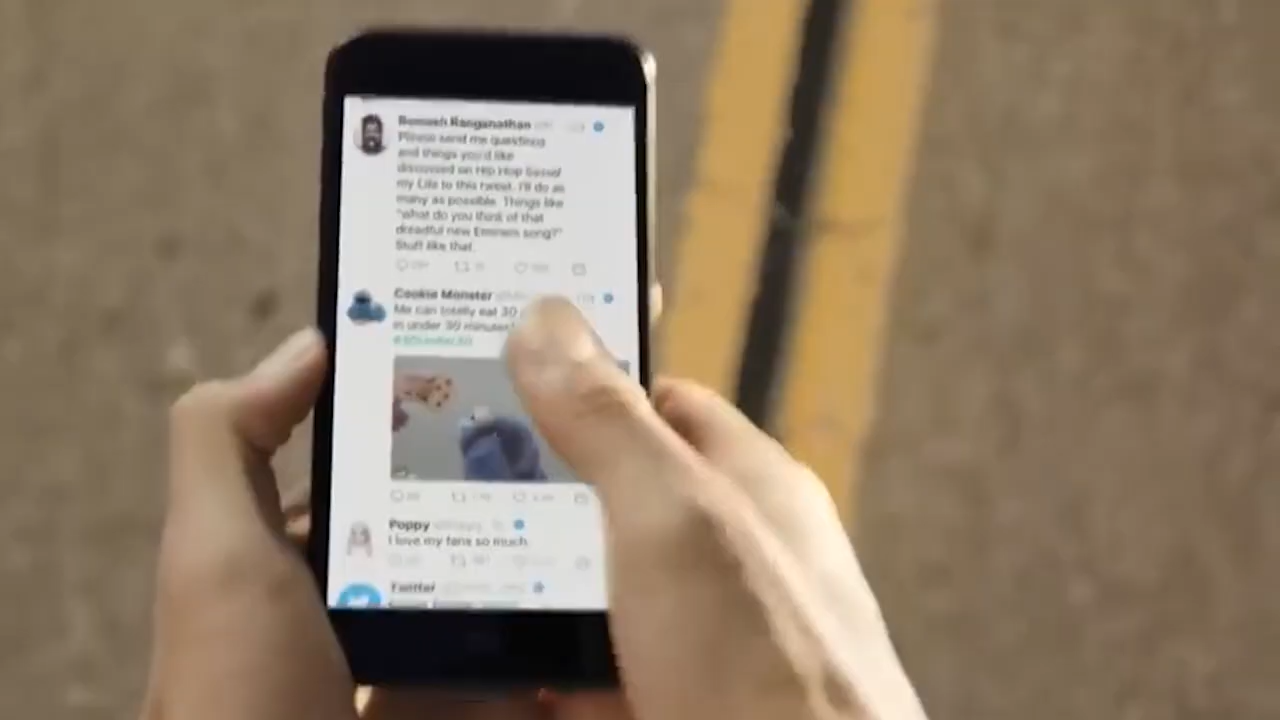 Romesh Ranganathan
Please send me questions
and things you'd like
discussed on Hip Hop Saved
my Life to this tweet. I'll do as
many as possible. Things like
"what do you think of that
dreadful new Eminem song?"
Stuff like that.
Cookie Monster
Me can totally eat 30
in under 30 minutes!
Poppy
I love my fans so much.
Twitter